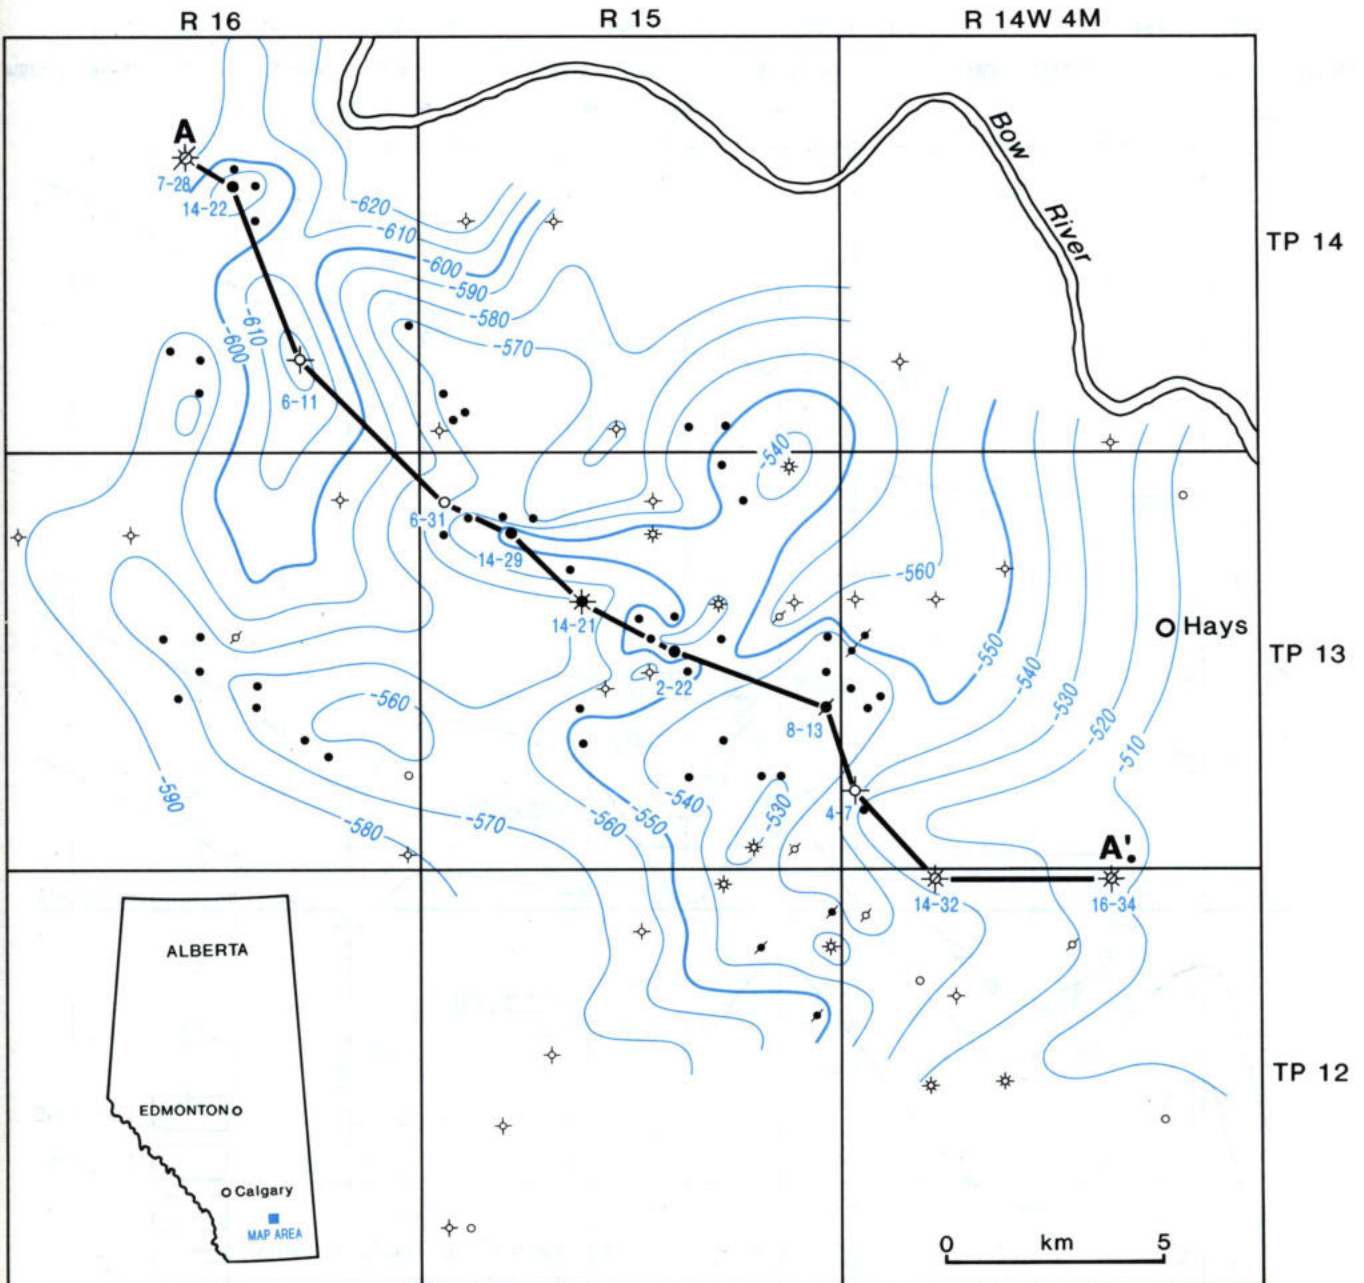 R 16
R 15
R 14W 4M
Bow
River
A
7-28
14-22
-620
-610
-600
-590
-580
-570
TP 14
-610
-600
6-11
-540
6-31
14-29
-560
14-21
Hays
-550
TP 13
2-22
-540
-530
-560
8-13
-520
-510
-590
-540
-530
4-7
-550
-560
-580
-570
A'
14-32
16-34
ALBERTA
EDMONTON
Calgary
MAP AREA
TP 12
0 km 5